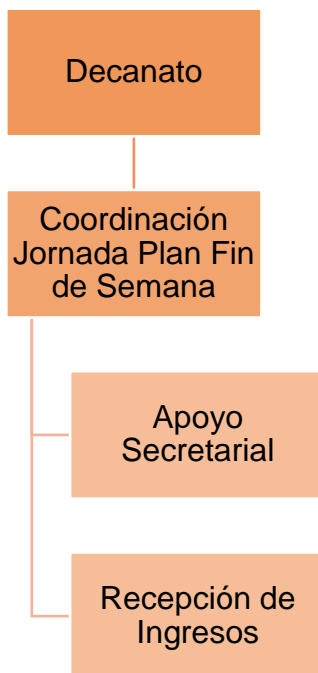 Decanato
Coordinación
Jornada Plan Fin
de Semana
Apoyo
Secretarial
Recepción de
Ingresos